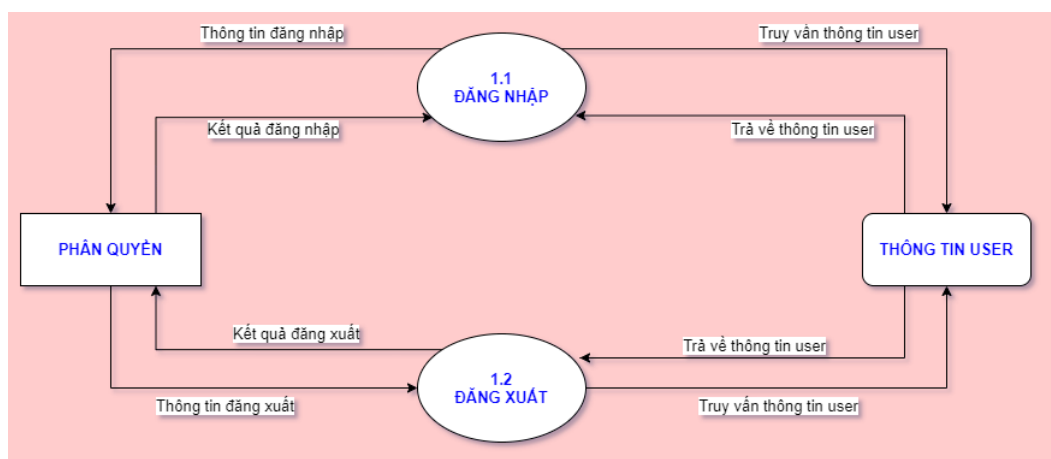 Thông tin đăng nhập
Truy vấn thông tin user
1.1
ĐĂNG NHẬP
Kết quả đăng nhập
Trả về thông tin user
PHÂN QUYỀN
THÔNG TIN USER
Kết quả đăng xuất
Trả về thông tin user
1.2
ĐĂNG XUẤT
Thông tin đăng xuất
Truy vấn thông tin user